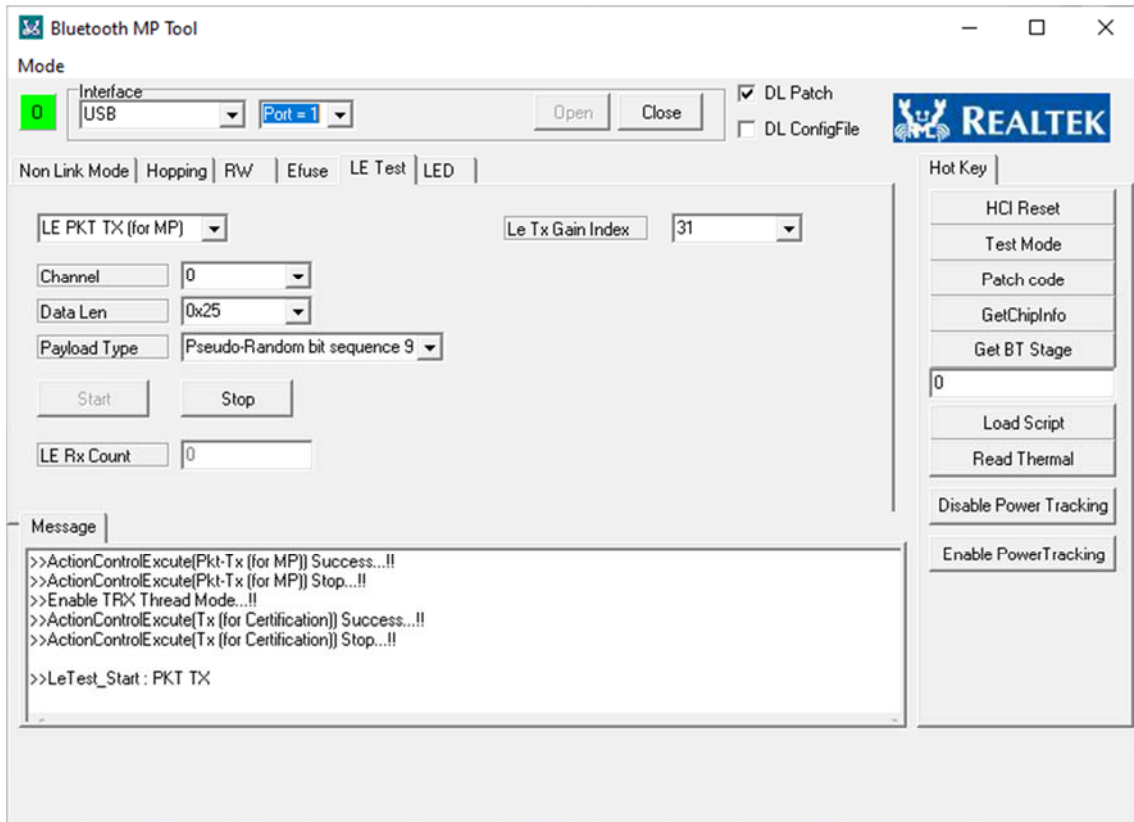 Bluetooth MP Tool
Mode
Interface
0
USB
Port = 1
Open
Close
DL Patch
DL ConfigFile
REALTEK
Non Link Mode
Hopping
RW
Efuse
LE Test
LED
Hot Key
LE PKT TX (for MP)
Le Tx Gain Index
31
Channel
0
Data Len
0x25
Payload Type
Pseudo-Random bit sequence 9
Start
Stop
LE Rx Count
0
HCI Reset
Test Mode
Patch code
GetChipInfo
Get BT Stage
0
Load Script
Read Thermal
Disable Power Tracking
Enable PowerTracking
Message
>>ActionControlExcute(Pkt-Tx (for MP)) Success...!!
>>ActionControlExcute(Pkt-Tx (for MP)) Stop...!!
>>Enable TRX Thread Mode...!!
>>ActionControlExcute(Tx (for Certification)) Success...!!
>>ActionControlExcute(Tx (for Certification)) Stop...!!
>>LeTest_Start : PKT TX